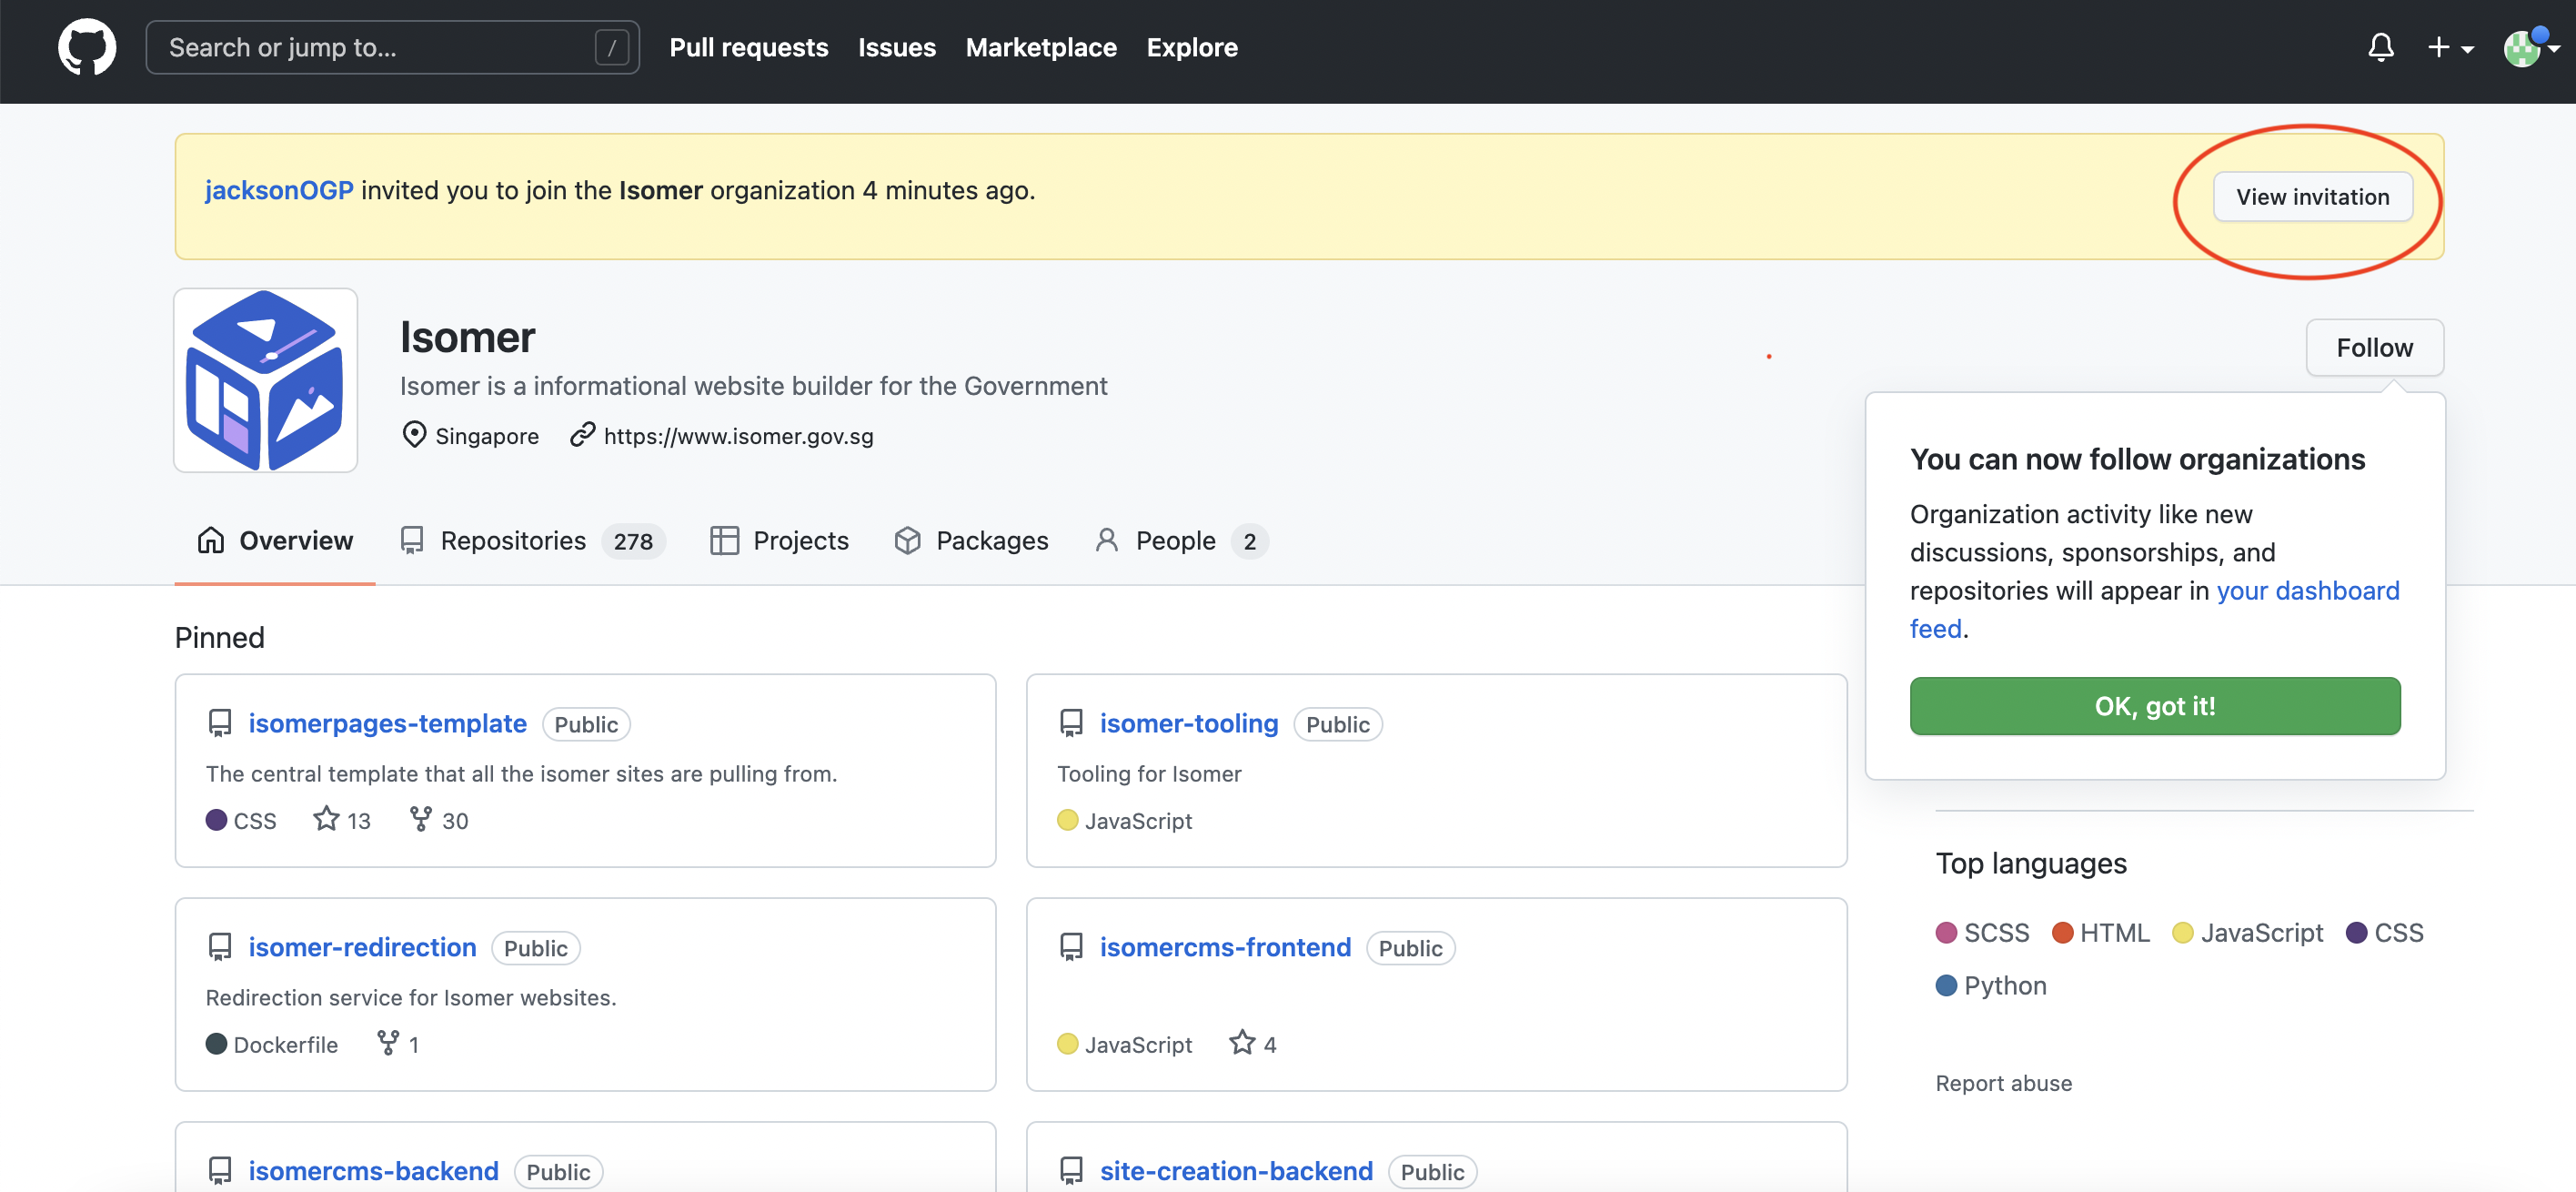 Search or jump to... /
Pull requests Issues Marketplace Explore
jacksonOGP invited you to join the Isomer organization 4 minutes ago.
View invitation
Isomer
Isomer is a informational website builder for the Government
Singapore https://www.isomer.gov.sg
Follow
You can now follow organizations
Organization activity like new
discussions, sponsorships, and
repositories will appear in your dashboard
feed.
OK, got it!
Overview Repositories 278 Projects Packages People 2
Pinned
isomerpages-template Public
The central template that all the isomer sites are pulling from.
CSS 13 30
isomer-tooling Public
Tooling for Isomer
JavaScript
isomer-redirection Public
Redirection service for Isomer websites.
Dockerfile 1
isomercms-frontend Public
JavaScript 4
isomercms-backend Public
site-creation-backend Public
Top languages
SCSS HTML JavaScript CSS
Python
Report abuse